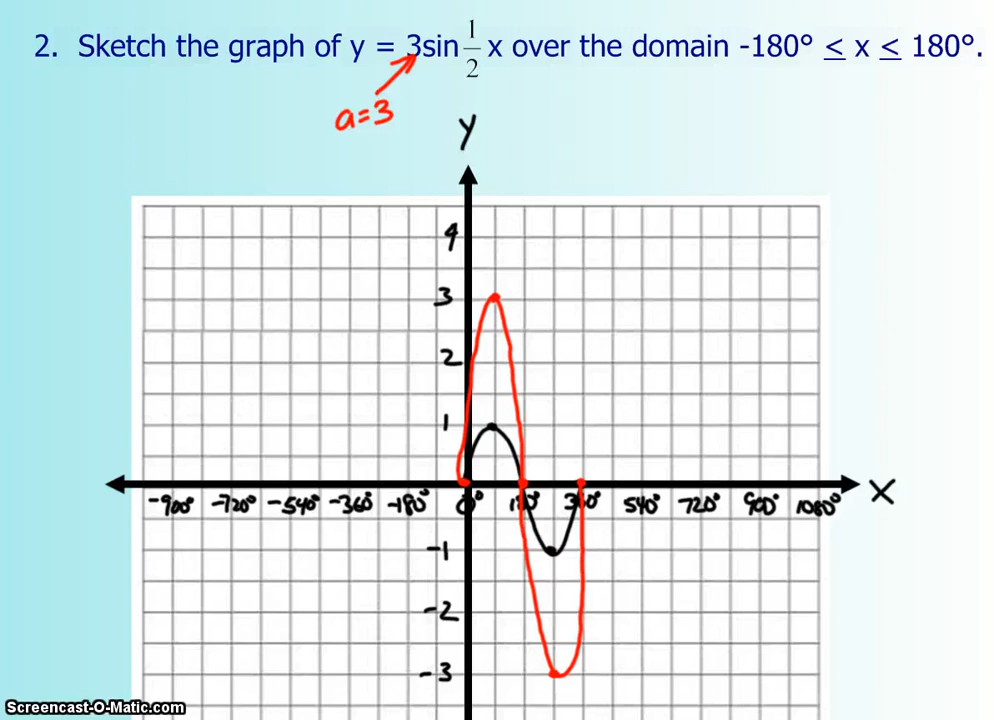 2. Sketch the graph of y = 3sin 1/2 x over the domain -180° ≤ x ≤ 180°.
a=3
y
4
3
2
1
-900° -720° -540° -360° -180° 0° 180° 360° 540° 720° 900° 1080° x
-1
-2
-3
Screencast-O-Matic.com